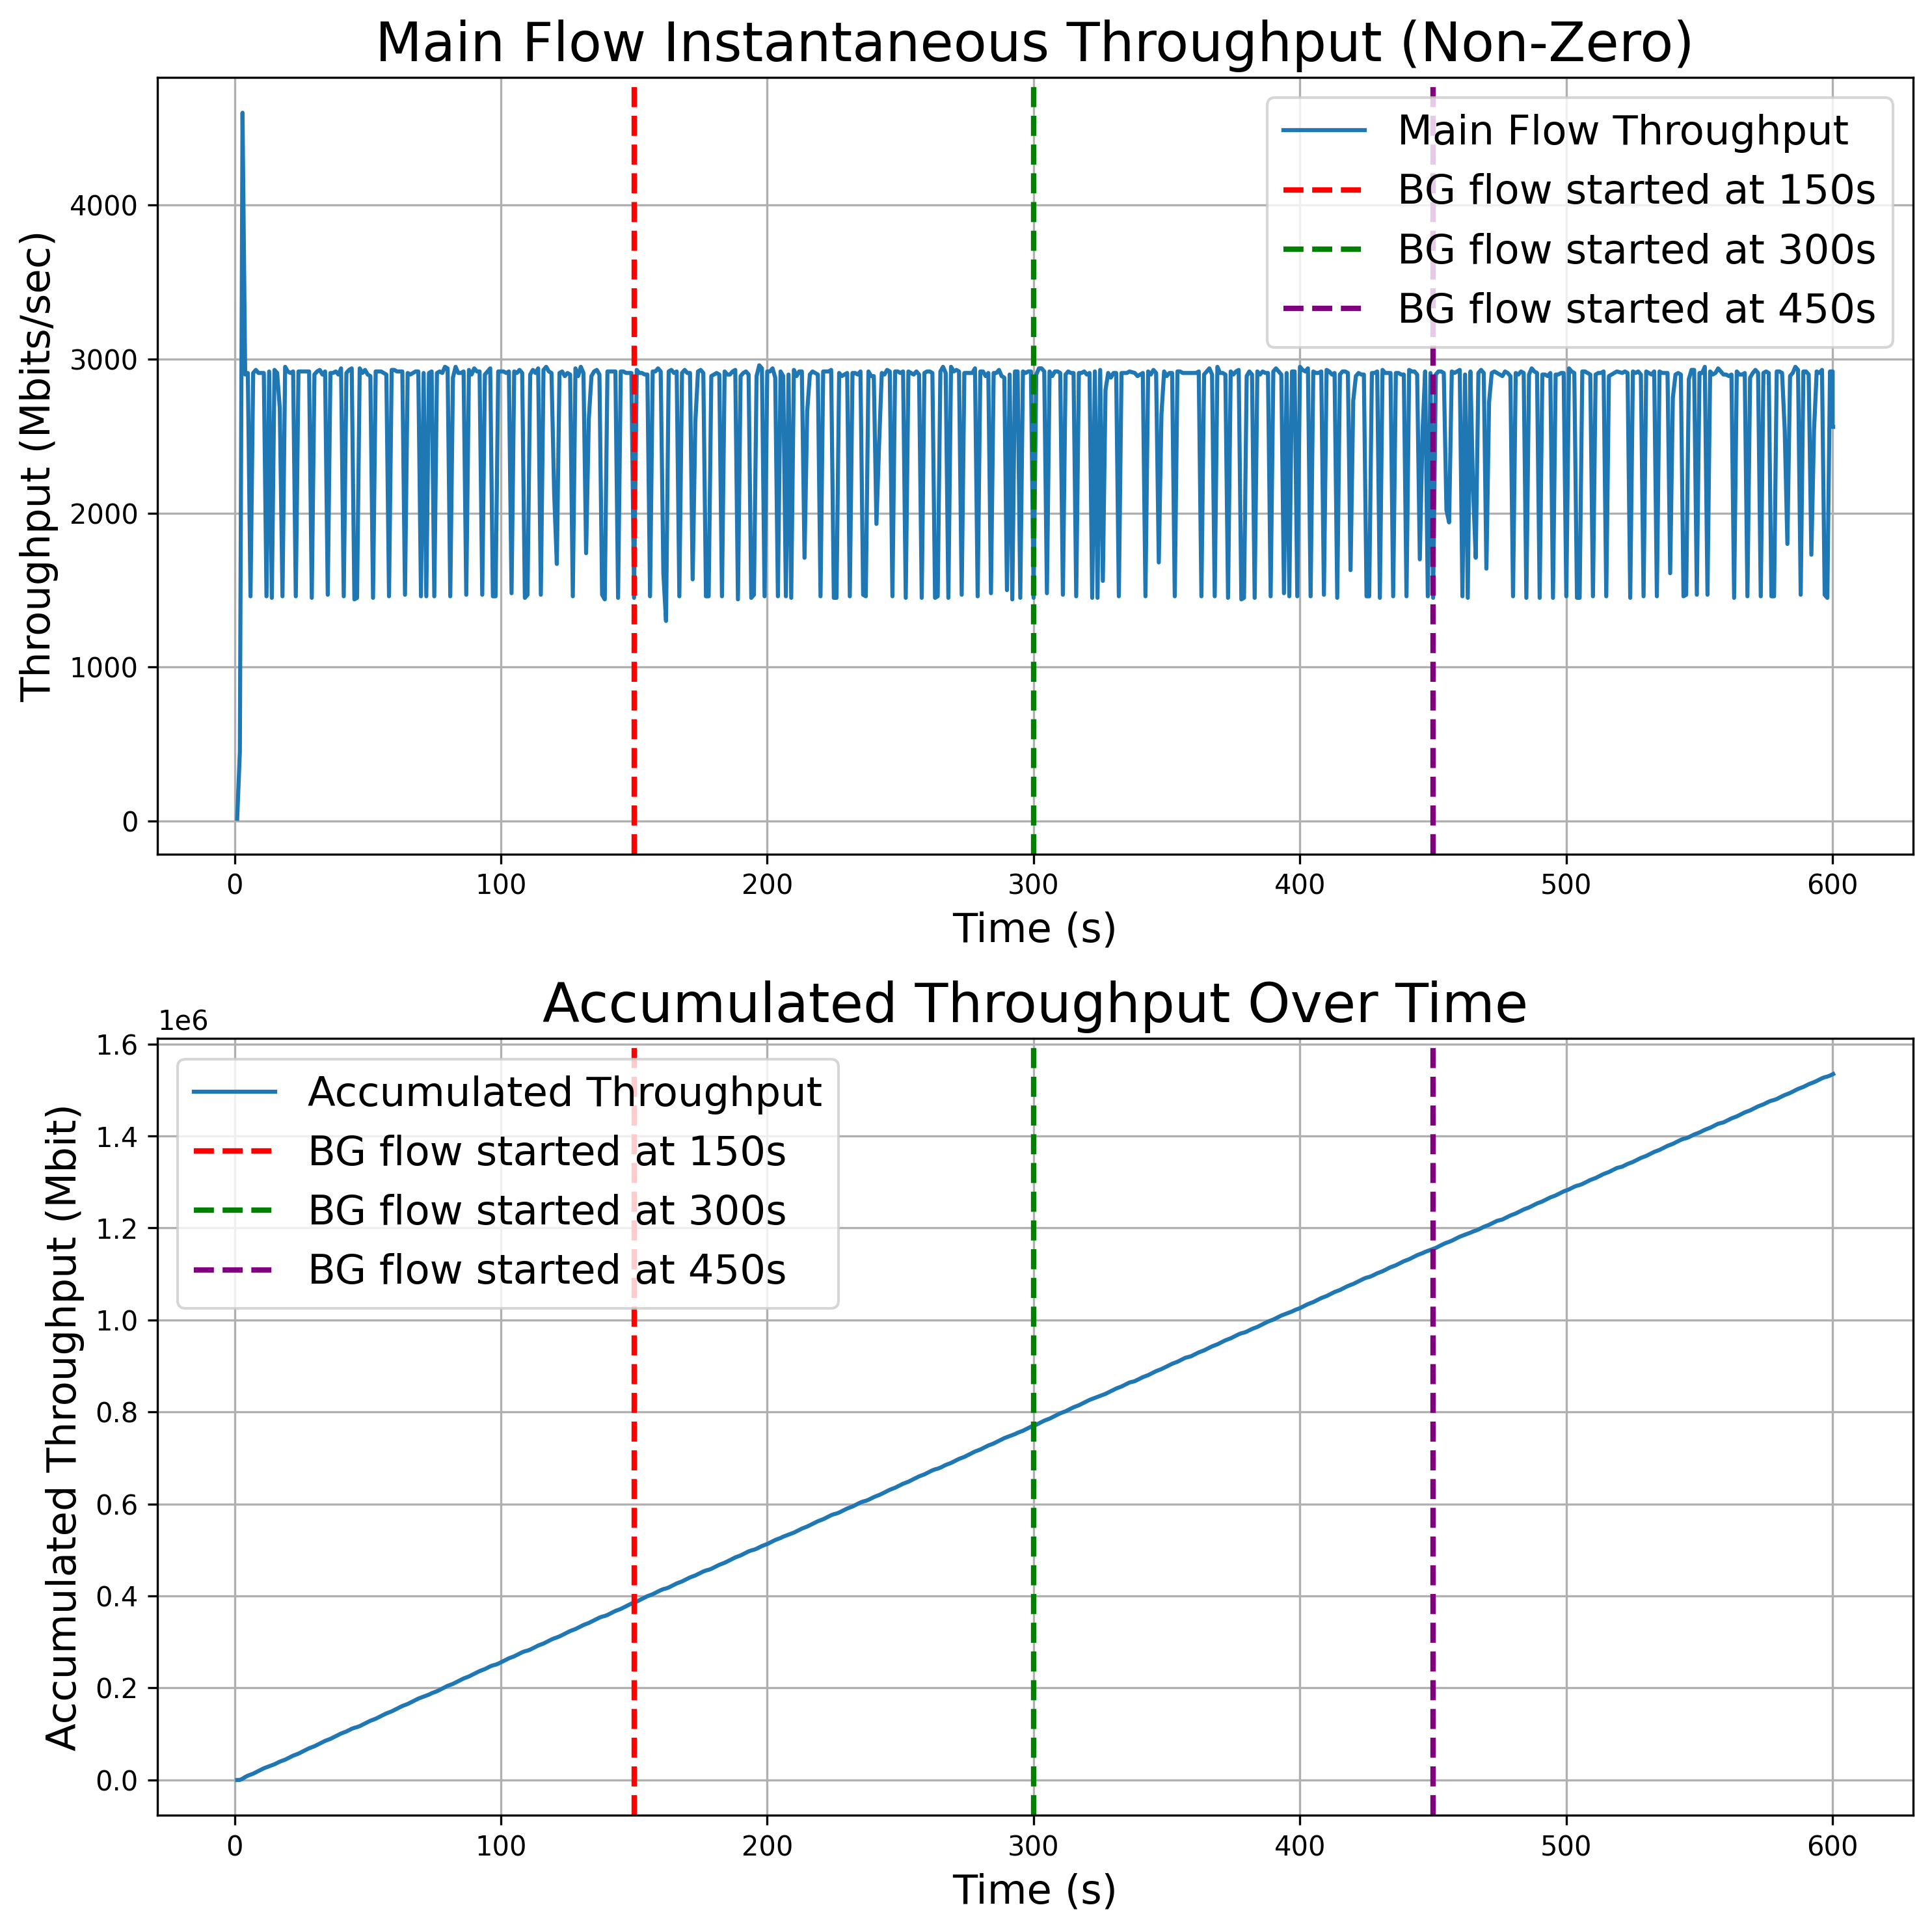 Main Flow Instantaneous Throughput (Non-Zero)
Throughput (Mbits/sec)
4000
3000
2000
1000
0
Main Flow Throughput
BG flow started at 150s
BG flow started at 300s
BG flow started at 450s
0 100 200 300 400 500 600
Time (s)
Accumulated Throughput Over Time
1e6
Accumulated Throughput (Mbit)
1.6
1.4
1.2
1.0
0.8
0.6
0.4
0.2
0.0
Accumulated Throughput
BG flow started at 150s
BG flow started at 300s
BG flow started at 450s
0 100 200 300 400 500 600
Time (s)